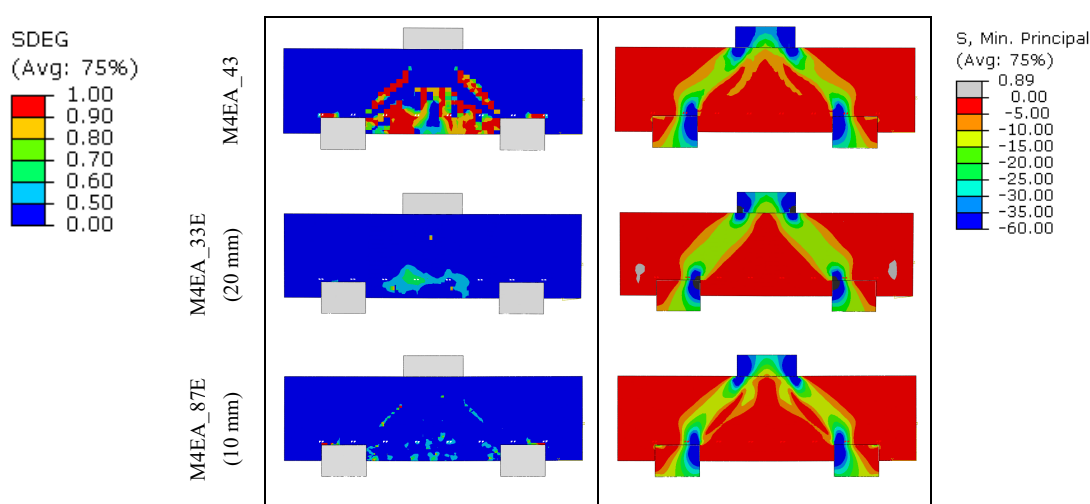 SDEG
(Avg: 75%)
1.00
0.90
0.80
0.70
0.60
0.50
0.00
M4EA_43
M4EA_33E
(20 mm)
M4EA_87E
(10 mm)
S, Min. Principal
(Avg: 75%)
0.89
0.00
-5.00
-10.00
-15.00
-20.00
-25.00
-30.00
-35.00
-60.00